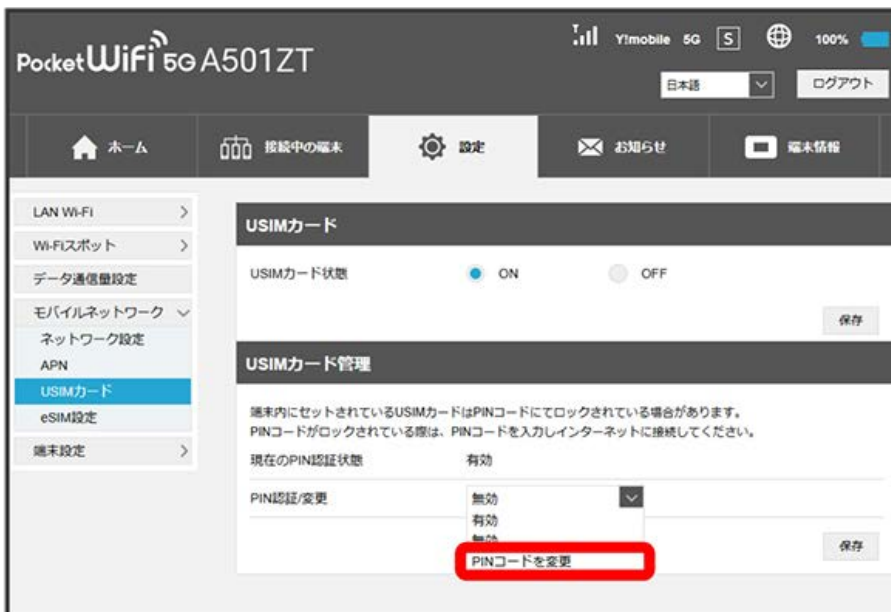 Pocket WiFi 5G A501ZT
Y!mobile 5G S 100%
日本語
ログアウト
ホーム
接続中の端末
設定
お知らせ
端末情報
LAN Wi-Fi
Wi-Fiスポット
データ通信量設定
モバイルネットワーク
ネットワーク設定
APN
USIMカード
eSIM設定
端末設定
USIMカード
USIMカード状態 ON OFF
保存
USIMカード管理
端末内にセットされているUSIMカードはPINコードにてロックされている場合があります。
PINコードがロックされている際は、PINコードを入力しインターネットに接続してください。
現在のPIN認証状態 有効
PIN認証/変更 無効
有効
無効
PINコードを変更
保存